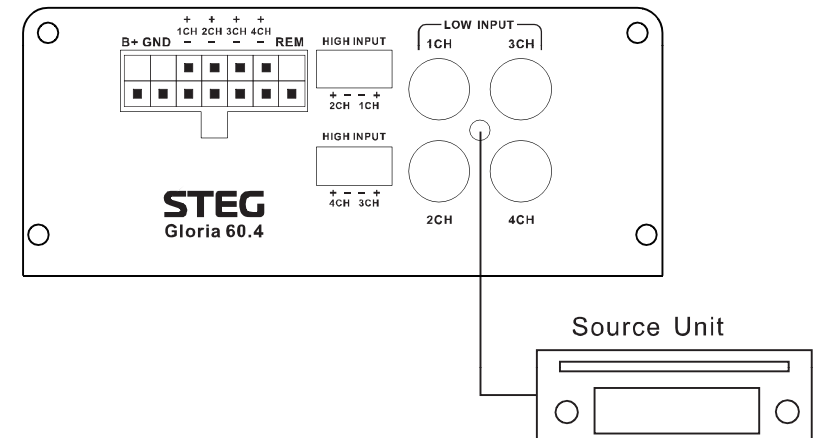 + + + +
1CH 2CH 3CH 4CH
B+ GND − − − − REM
HIGH INPUT
+ − − +
2CH 1CH
HIGH INPUT
+ − − +
4CH 3CH
LOW INPUT
1CH 3CH
2CH 4CH
STEG
Gloria 60.4
Source Unit